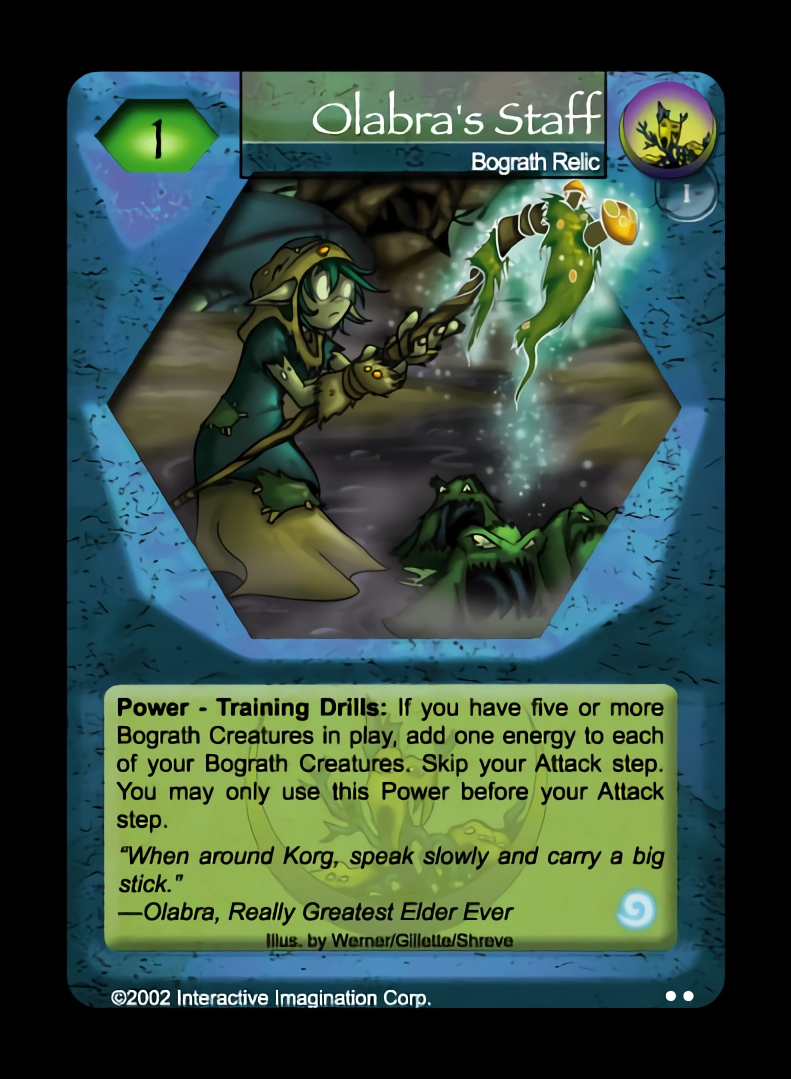 1
Olabra's Staff
Bograth Relic
I
Power - Training Drills: If you have five or more
Bograth Creatures in play, add one energy to each
of your Bograth Creatures. Skip your Attack step.
You may only use this Power before your Attack
step.
"When around Korg, speak slowly and carry a big
stick."
—Olabra, Really Greatest Elder Ever
Illus. by Werner/Gillette/Shreve
©2002 Interactive Imagination Corp.